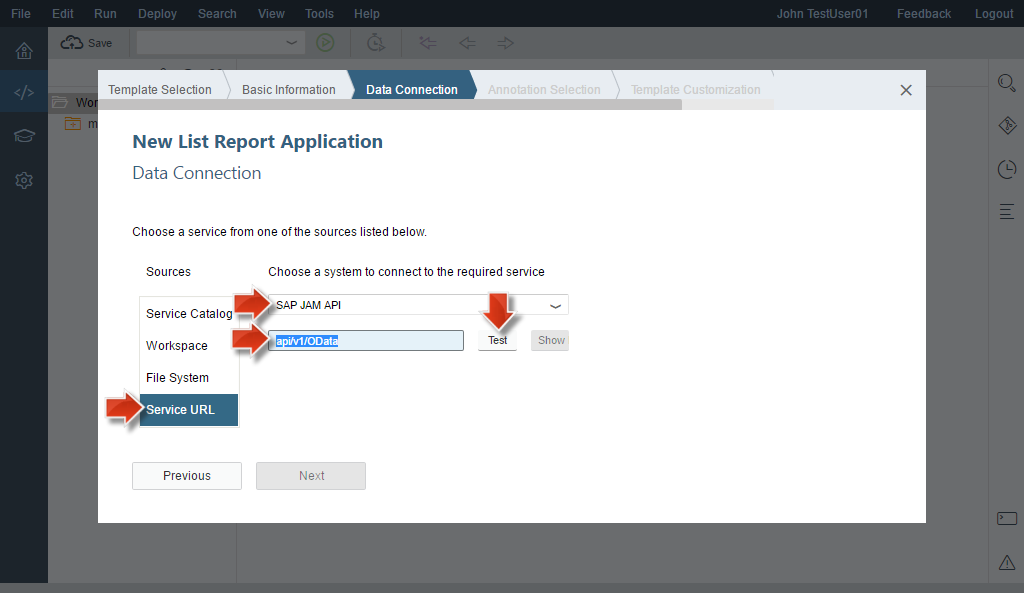 File Edit Run Deploy Search View Tools Help John TestUser01 Feedback Logout
Save
Template Selection Basic Information Data Connection Annotation Selection Template Customization
Wor
m
New List Report Application
Data Connection
Choose a service from one of the sources listed below.
Sources Choose a system to connect to the required service
Service Catalog SAP JAM API
api/v1/OData Test Show
Workspace
File System
Service URL
Previous Next